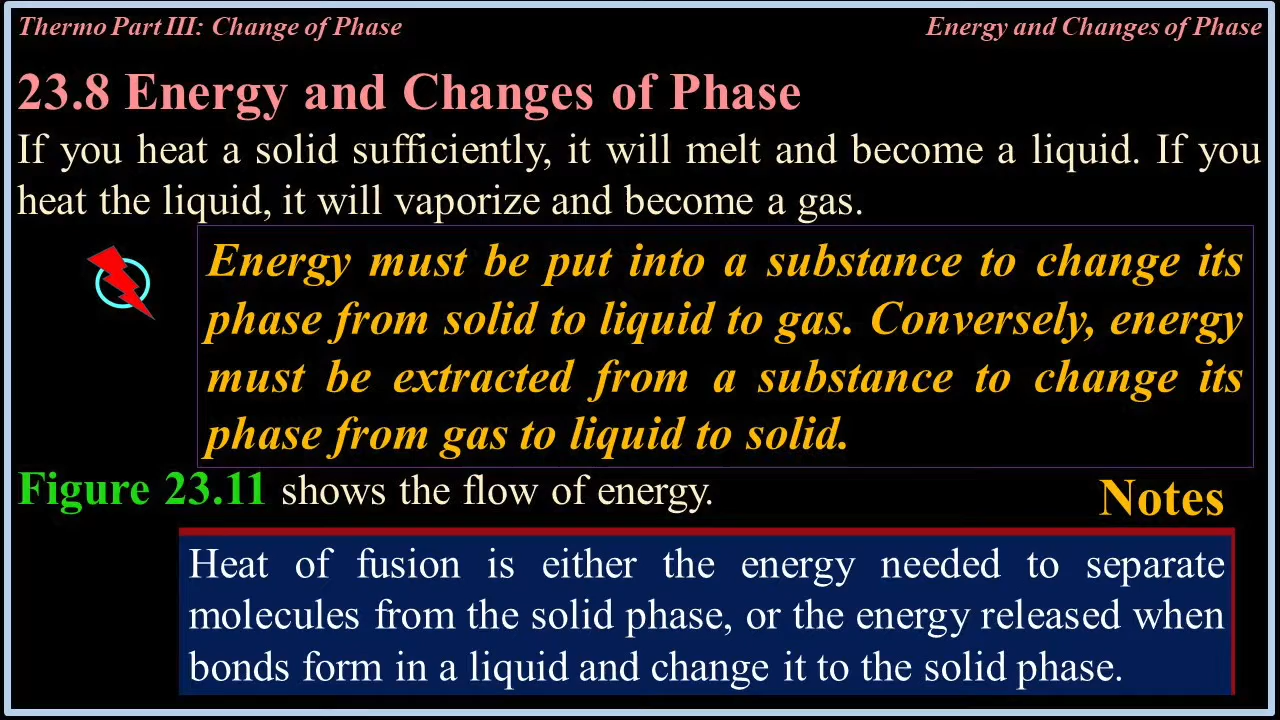 Thermo Part III: Change of Phase
Energy and Changes of Phase
23.8 Energy and Changes of Phase
If you heat a solid sufficiently, it will melt and become a liquid. If you
heat the liquid, it will vaporize and become a gas.
Energy must be put into a substance to change its
phase from solid to liquid to gas. Conversely, energy
must be extracted from a substance to change its
phase from gas to liquid to solid.
Figure 23.11 shows the flow of energy.
Notes
Heat of fusion is either the energy needed to separate
molecules from the solid phase, or the energy released when
bonds form in a liquid and change it to the solid phase.